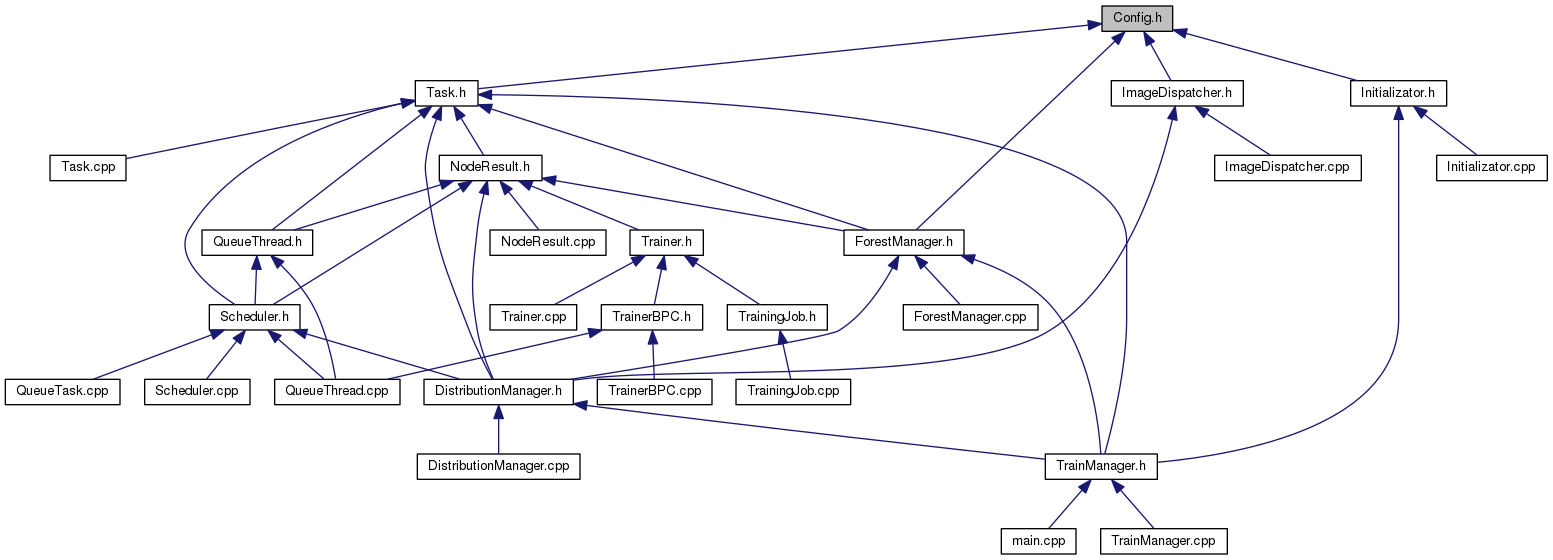 Config.h
Task.h
ImageDispatcher.h
Initializator.h
Task.cpp
NodeResult.h
ImageDispatcher.cpp
Initializator.cpp
QueueThread.h
NodeResult.cpp
Trainer.h
ForestManager.h
Scheduler.h
Trainer.cpp
TrainerBPC.h
TrainingJob.h
ForestManager.cpp
QueueTask.cpp
Scheduler.cpp
QueueThread.cpp
DistributionManager.h
TrainerBPC.cpp
TrainingJob.cpp
DistributionManager.cpp
TrainManager.h
main.cpp
TrainManager.cpp